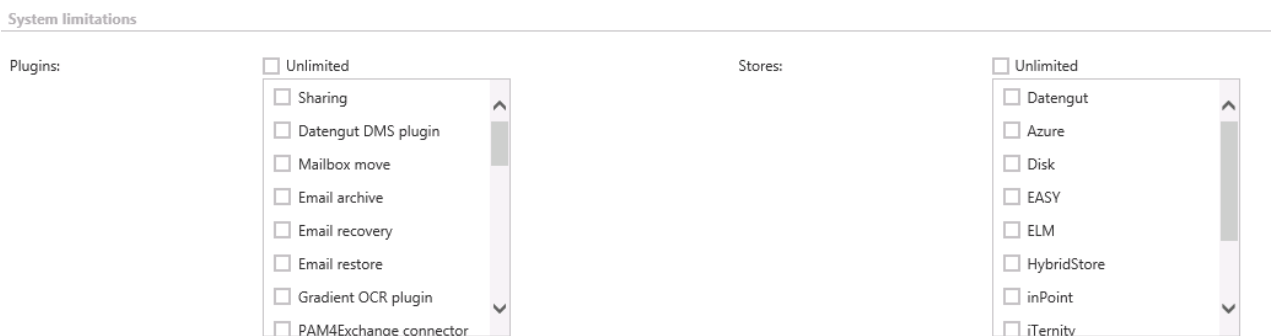 System limitations
Plugins:
Unlimited
Sharing
Datengut DMS plugin
Mailbox move
Email archive
Email recovery
Email restore
Gradient OCR plugin
PAM4Exchange connector
Stores:
Unlimited
Datengut
Azure
Disk
EASY
ELM
HybridStore
inPoint
iTernity